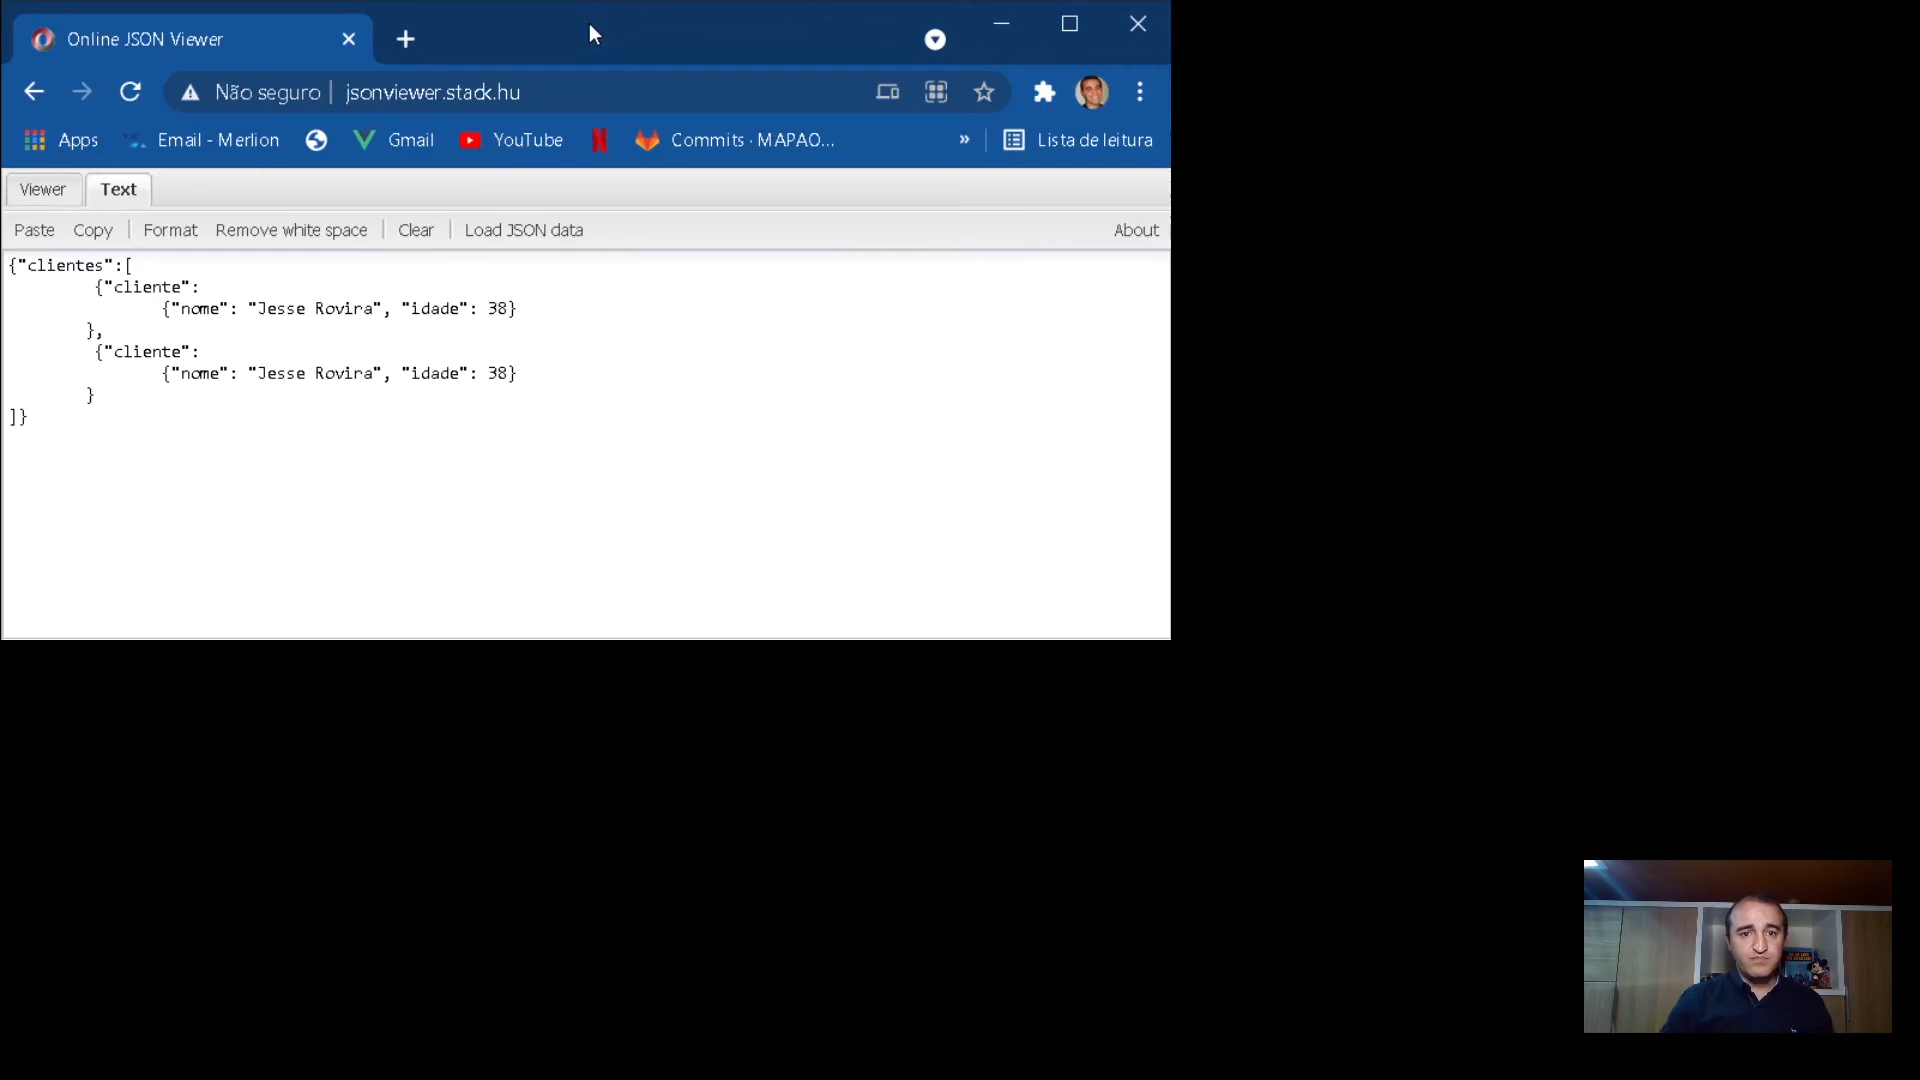 Online JSON Viewer
Não seguro | jsonviewer.stack.hu
Apps Email - Merlion Gmail YouTube Commits · MAPAO... » Lista de leitura
Viewer Text
Paste Copy Format Remove white space Clear Load JSON data About
{"clientes":[
{"cliente":
{"nome": "Jesse Rovira", "idade": 38}
},
{"cliente":
{"nome": "Jesse Rovira", "idade": 38}
}
]}